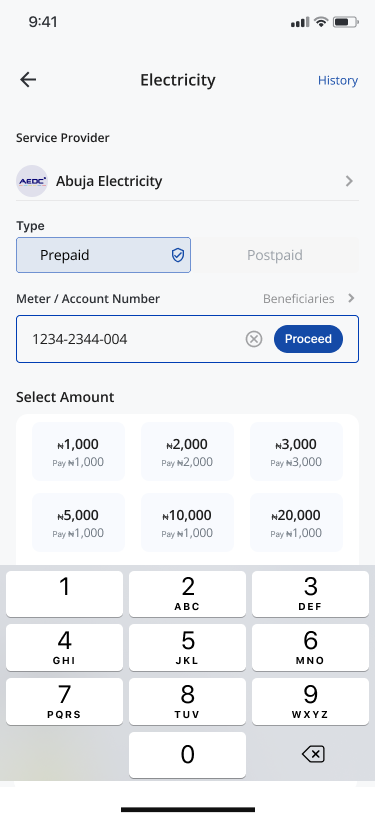 9:41
Electricity
History
Service Provider
AEDC
Abuja Electricity
Type
Prepaid
Postpaid
Meter / Account Number
Beneficiaries
1234-2344-004
Proceed
Select Amount
₦1,000
₦2,000
₦3,000
Pay ₦1,000
Pay ₦2,000
Pay ₦3,000
₦5,000
₦10,000
₦20,000
Pay ₦1,000
Pay ₦1,000
Pay ₦1,000
1
2
3
ABC
DEF
4
5
6
GHI
JKL
MNO
7
8
9
PQRS
TUV
WXYZ
0